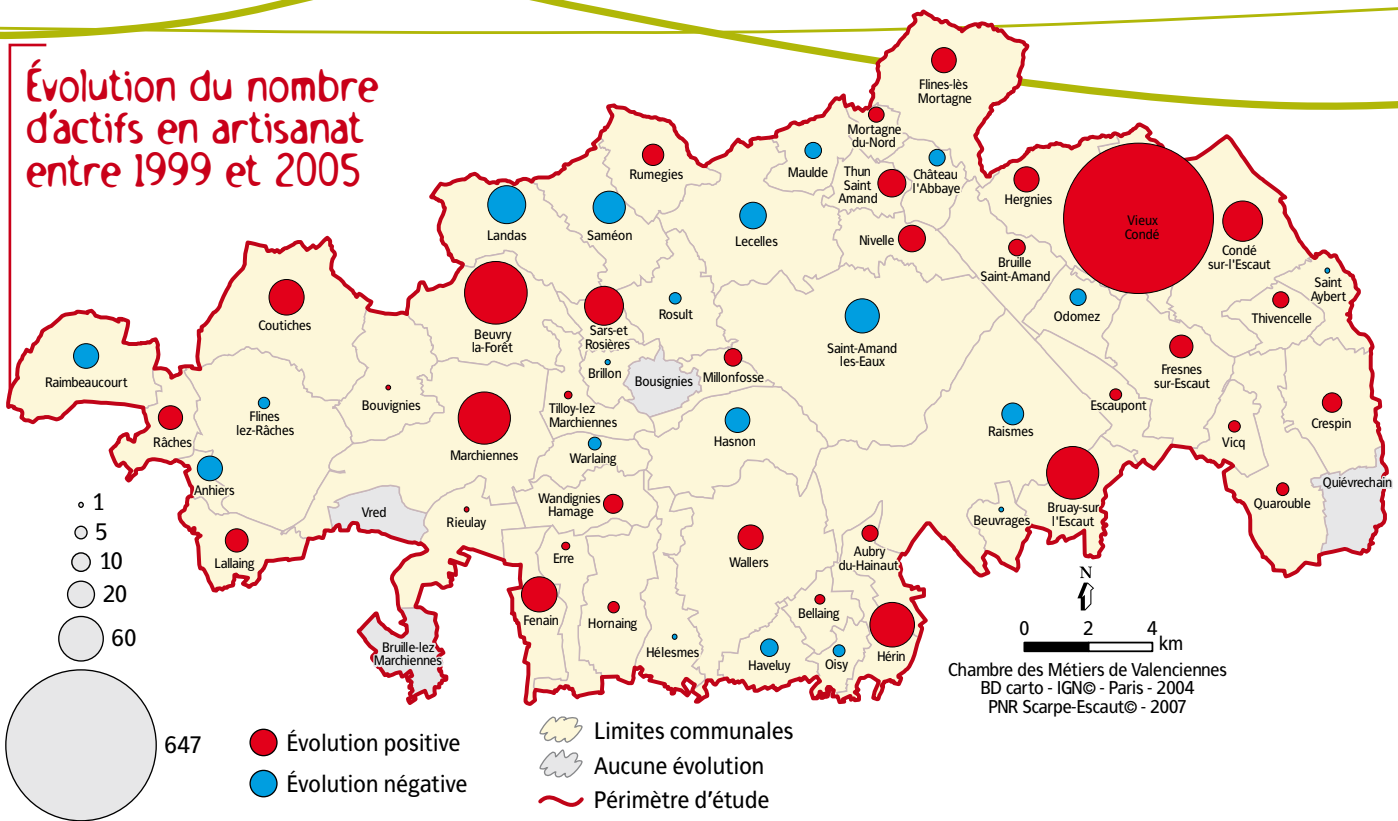 Évolution du nombre
d'actifs en artisanat
entre 1999 et 2005
Flines-lès
Mortagne
Mortagne
du-Nord
Rumegies
Maulde
Château
l'Abbaye
Thun
Saint
Amand
Hergnies
Vieux
Condé
Landas
Saméon
Lecelles
Nivelle
Bruille
Saint-Amand
Condé
sur-l'Escaut
Saint
Aybert
Coutiches
Beuvry
la-Forêt
Sars-et
Rosières
Rosult
Saint-Amand
les-Eaux
Odomez
Thivencelle
Raimbeaucourt
Bouvignies
Brillon
Bousignies
Millonfosse
Fresnes
sur-Escaut
Râches
Flines
lez-Râches
Marchiennes
Tilloy-lez
Marchiennes
Warlaing
Hasnon
Raismes
Escaupont
Vicq
Crespin
Anhiers
Lallaing
Vred
Rieulay
Wandignies
Hamage
Wallers
Beuvrages
Bruay-sur
l'Escaut
Quarouble
Quiévrechain
Erre
Fenain
Hornaing
Hélesmes
Aubry
du-Hainaut
Bellaing
Haveluy
Oisy
Hérin
Bruille-lez
Marchiennes
1
5
10
20
60
647
Évolution positive
Évolution négative
Limites communales
Aucune évolution
Périmètre d'étude
N
0 2 4 km
Chambre des Métiers de Valenciennes
BD carto - IGN© - Paris - 2004
PNR Scarpe-Escaut© - 2007